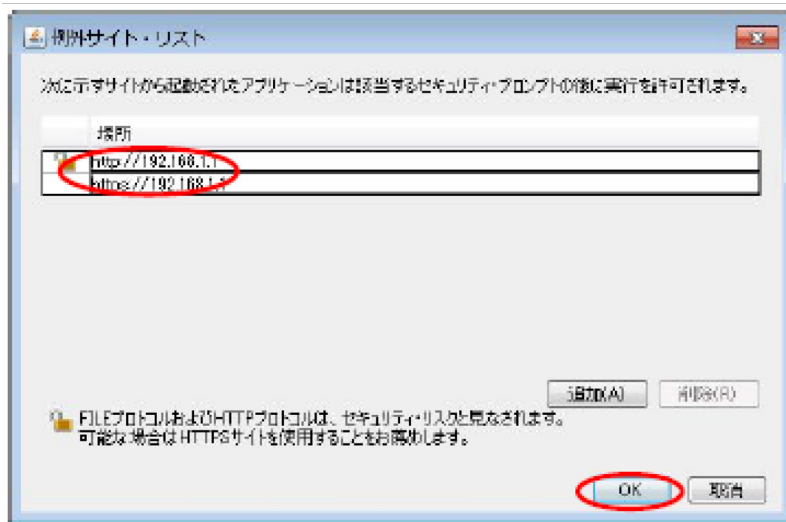 例外サイト・リスト
次に示すサイトから起動されたアプリケーションは該当するセキュリティ・プロンプトの後に実行を許可されます。
場所
http://192.168.1.1
https://192.168.1.1
追加(A)
削除(R)
FILEプロトコルおよびHTTPプロトコルは、セキュリティ・リスクと見なされます。
可能な場合はHTTPSサイトを使用することをお薦めします。
OK
取消